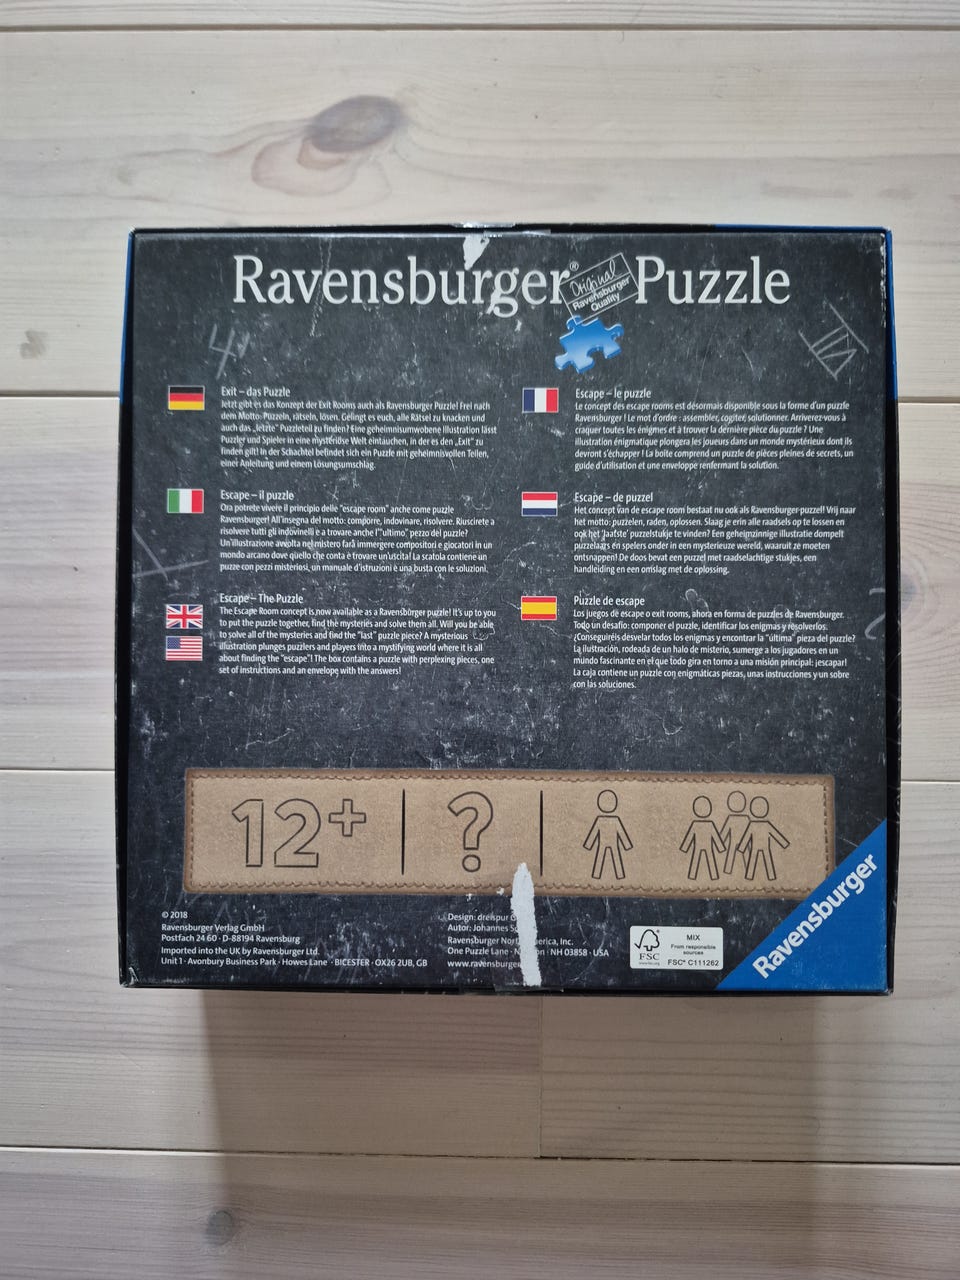 Ravensburger® Puzzle
Original
Ravensburger
Quality
Exit – das Puzzle
Jetzt gibt es das Konzept der Exit Rooms auch als Ravensburger Puzzle! Frei nach
dem Motto: Puzzeln, rätseln, lösen. Gelingt es euch, alle Rätsel zu knacken und
auch das „letzte“ Puzzleteil zu finden? Eine geheimnisumwobene Illustration lässt
Puzzler und Spieler in eine mysteriöse Welt eintauchen, in der es den „Exit“ zu
finden gilt! In der Schachtel befindet sich ein Puzzle mit geheimnisvollen Teilen,
einer Anleitung und einem Lösungsumschlag.
Escape – il puzzle
Ora potrete vivere il principio delle "escape room" anche come puzzle
Ravensburger! All'insegna del motto: comporre, indovinare, risolvere. Riuscirete a
risolvere tutti gli indovinelli e a trovare anche l'"ultimo" pezzo del puzzle?
Un'illustrazione avvolta nel mistero farà immergere compositori e giocatori in un
mondo arcano dove quello che conta è trovare un'uscita! La scatola contiene un
puzze con pezzi misteriosi, un manuale d'istruzioni e una busta con le soluzioni.
Escape – The Puzzle
The Escape Room concept is now available as a Ravensburger puzzle! It's up to you
to put the puzzle together, find the mysteries and solve them all. Will you be able
to solve all of the mysteries and find the "last" puzzle piece? A mysterious
illustration plunges puzzlers and players into a mystifying world where it is all
about finding the "escape"! The box contains a puzzle with perplexing pieces, one
set of instructions and an envelope with the answers!
Escape – le puzzle
Le concept des escape rooms est désormais disponible sous la forme d'un puzzle
Ravensburger ! Le mot d'ordre : assembler, cogiter, solutionner. Arriverez-vous à
craquer toutes les énigmes et à trouver la dernière pièce du puzzle ? Une
illustration énigmatique plongera les joueurs dans un monde mystérieux dont ils
devront s'échapper ! La boîte comprend un puzzle de pièces pleines de secrets, un
guide d'utilisation et une enveloppe renfermant la solution.
Escape – de puzzel
Het concept van de escape room bestaat nu ook als Ravensburger-puzzel! Vrij naar
het motto: puzzelen, raden, oplossen. Slaag je erin alle raadsels op te lossen en
ook het 'laatste' puzzelstukje te vinden? Een geheimzinnige illustratie dompelt
puzzelaars en spelers onder in een mysterieuze wereld, waaruit ze moeten
ontsnappen! De doos bevat een puzzel met raadselachtige stukjes, een
handleiding en een omslag met de oplossing.
Puzzle de escape
Los juegos de escape o exit rooms, ahora en forma de puzzles de Ravensburger.
Todo un desafío: componer el puzzle, identificar los enigmas y resolverlos.
¿Conseguiréis desvelar todos los enigmas y encontrar la "última" pieza del puzzle?
La ilustración, rodeada de un halo de misterio, sumerge a los jugadores en un
mundo fascinante en el que todo gira en torno a una misión principal: ¡escapar!
La caja contiene un puzzle con enigmáticas piezas, unas instrucciones y un sobre
con las soluciones.
12+ | ? |
© 2018
Ravensburger Verlag GmbH
Postfach 24 60 · D-88194 Ravensburg
Imported into the UK by Ravensburger Ltd.
Unit 1 · Avonbury Business Park · Howes Lane · BICESTER · OX26 2UB, GB
Design: dreispur
Autor: Johannes
Ravensburger North America, Inc.
One Puzzle Lane · NH 03858 · USA
www.ravensburger
FSC
www.fsc.org
MIX
From responsible
sources
FSC® C111262
Ravensburger